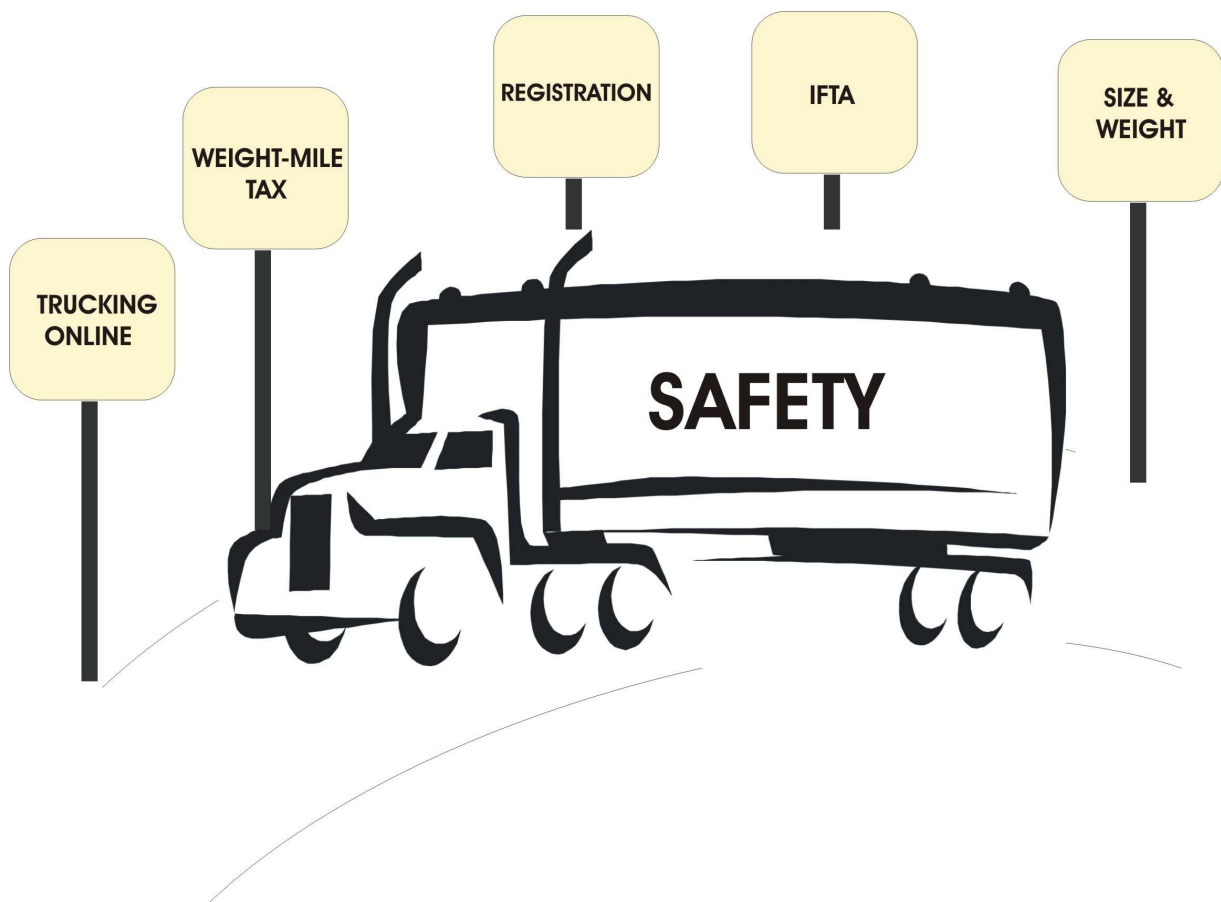 TRUCKING
ONLINE
WEIGHT-MILE
TAX
REGISTRATION
IFTA
SIZE &
WEIGHT
SAFETY